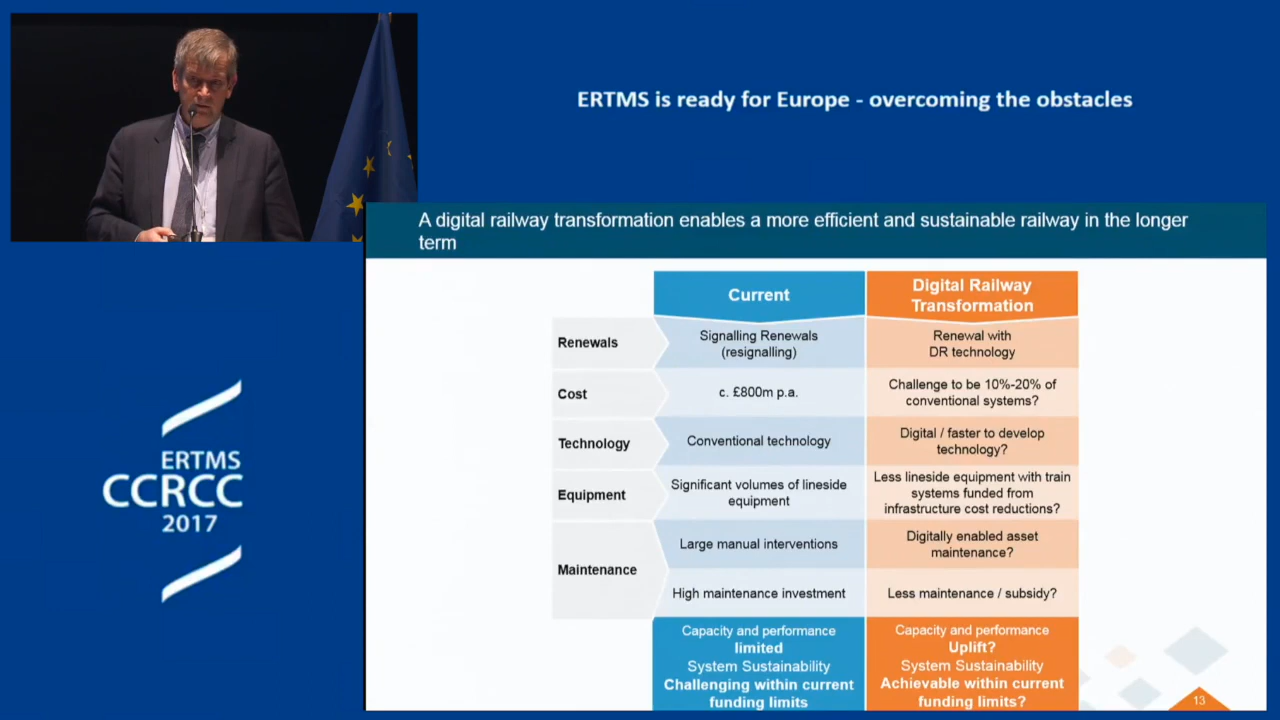 ERTMS is ready for Europe - overcoming the obstacles
A digital railway transformation enables a more efficient and sustainable railway in the longer
term
Current
Digital Railway
Transformation
Renewals
Signalling Renewals
(resignalling)
Renewal with
DR technology
Cost
c. £800m p.a.
Challenge to be 10%-20% of
conventional systems?
Technology
Conventional technology
Digital / faster to develop
technology?
Equipment
Significant volumes of lineside
equipment
Less lineside equipment with train
systems funded from
infrastructure cost reductions?
Maintenance
Large manual interventions
Digitally enabled asset
maintenance?
High maintenance investment
Less maintenance / subsidy?
Capacity and performance
limited
System Sustainability
Challenging within current
funding limits
Capacity and performance
Uplift?
System Sustainability
Achievable within current
funding limits?
13
ERTMS
CCRCC
2017